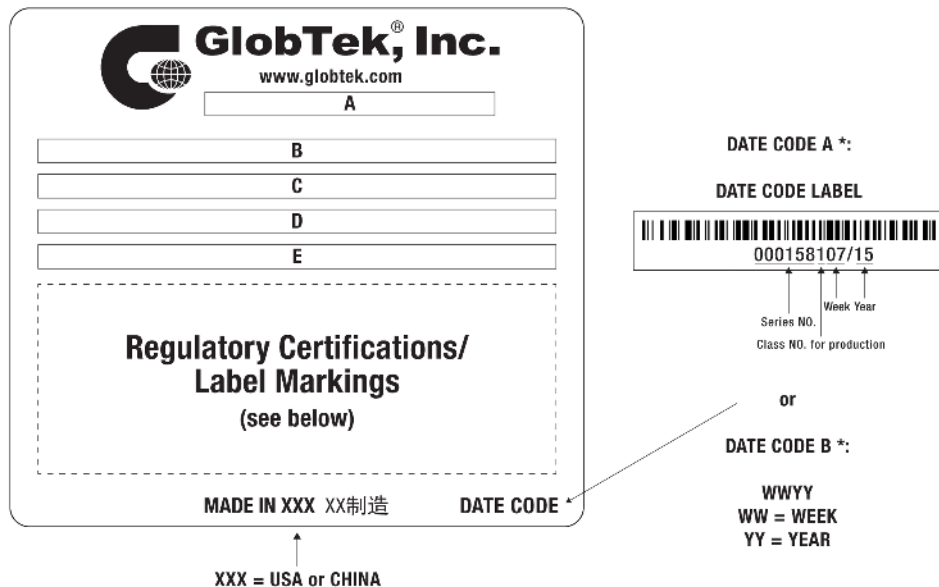 GlobTek®, Inc.
www.globtek.com
A
B
C
D
E
Regulatory Certifications/
Label Markings
(see below)
MADE IN XXX XX制造
DATE CODE
XXX = USA or CHINA
DATE CODE A *:
DATE CODE LABEL
000158107/15
Week Year
Series NO.
Class NO. for production
or
DATE CODE B *:
WWYY
WW = WEEK
YY = YEAR